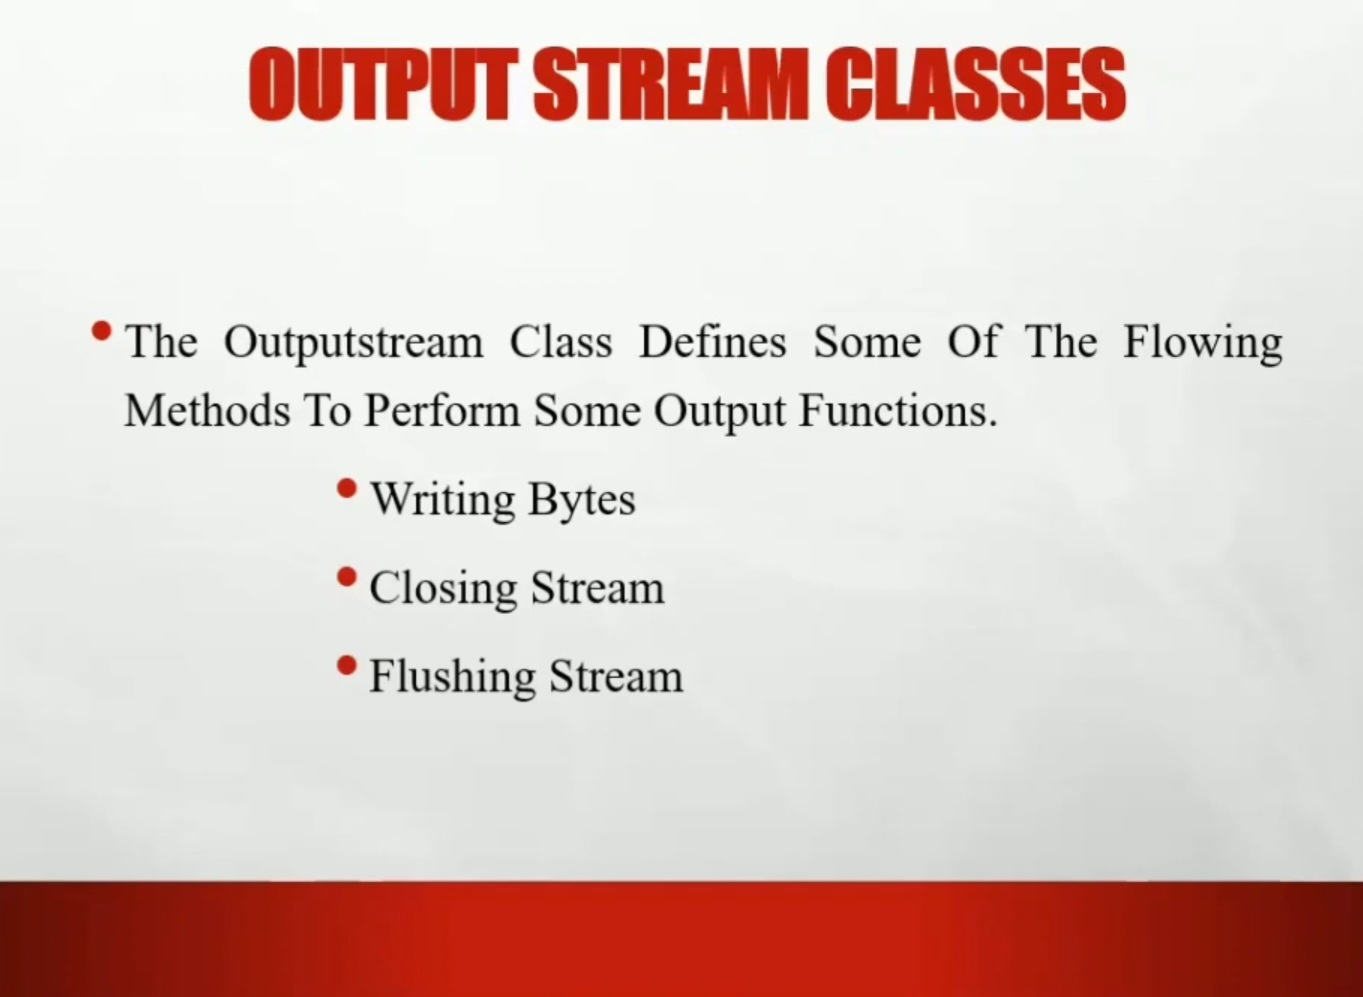 OUTPUT STREAM CLASSES
The Outputstream Class Defines Some Of The Flowing
Methods To Perform Some Output Functions.
Writing Bytes
Closing Stream
Flushing Stream